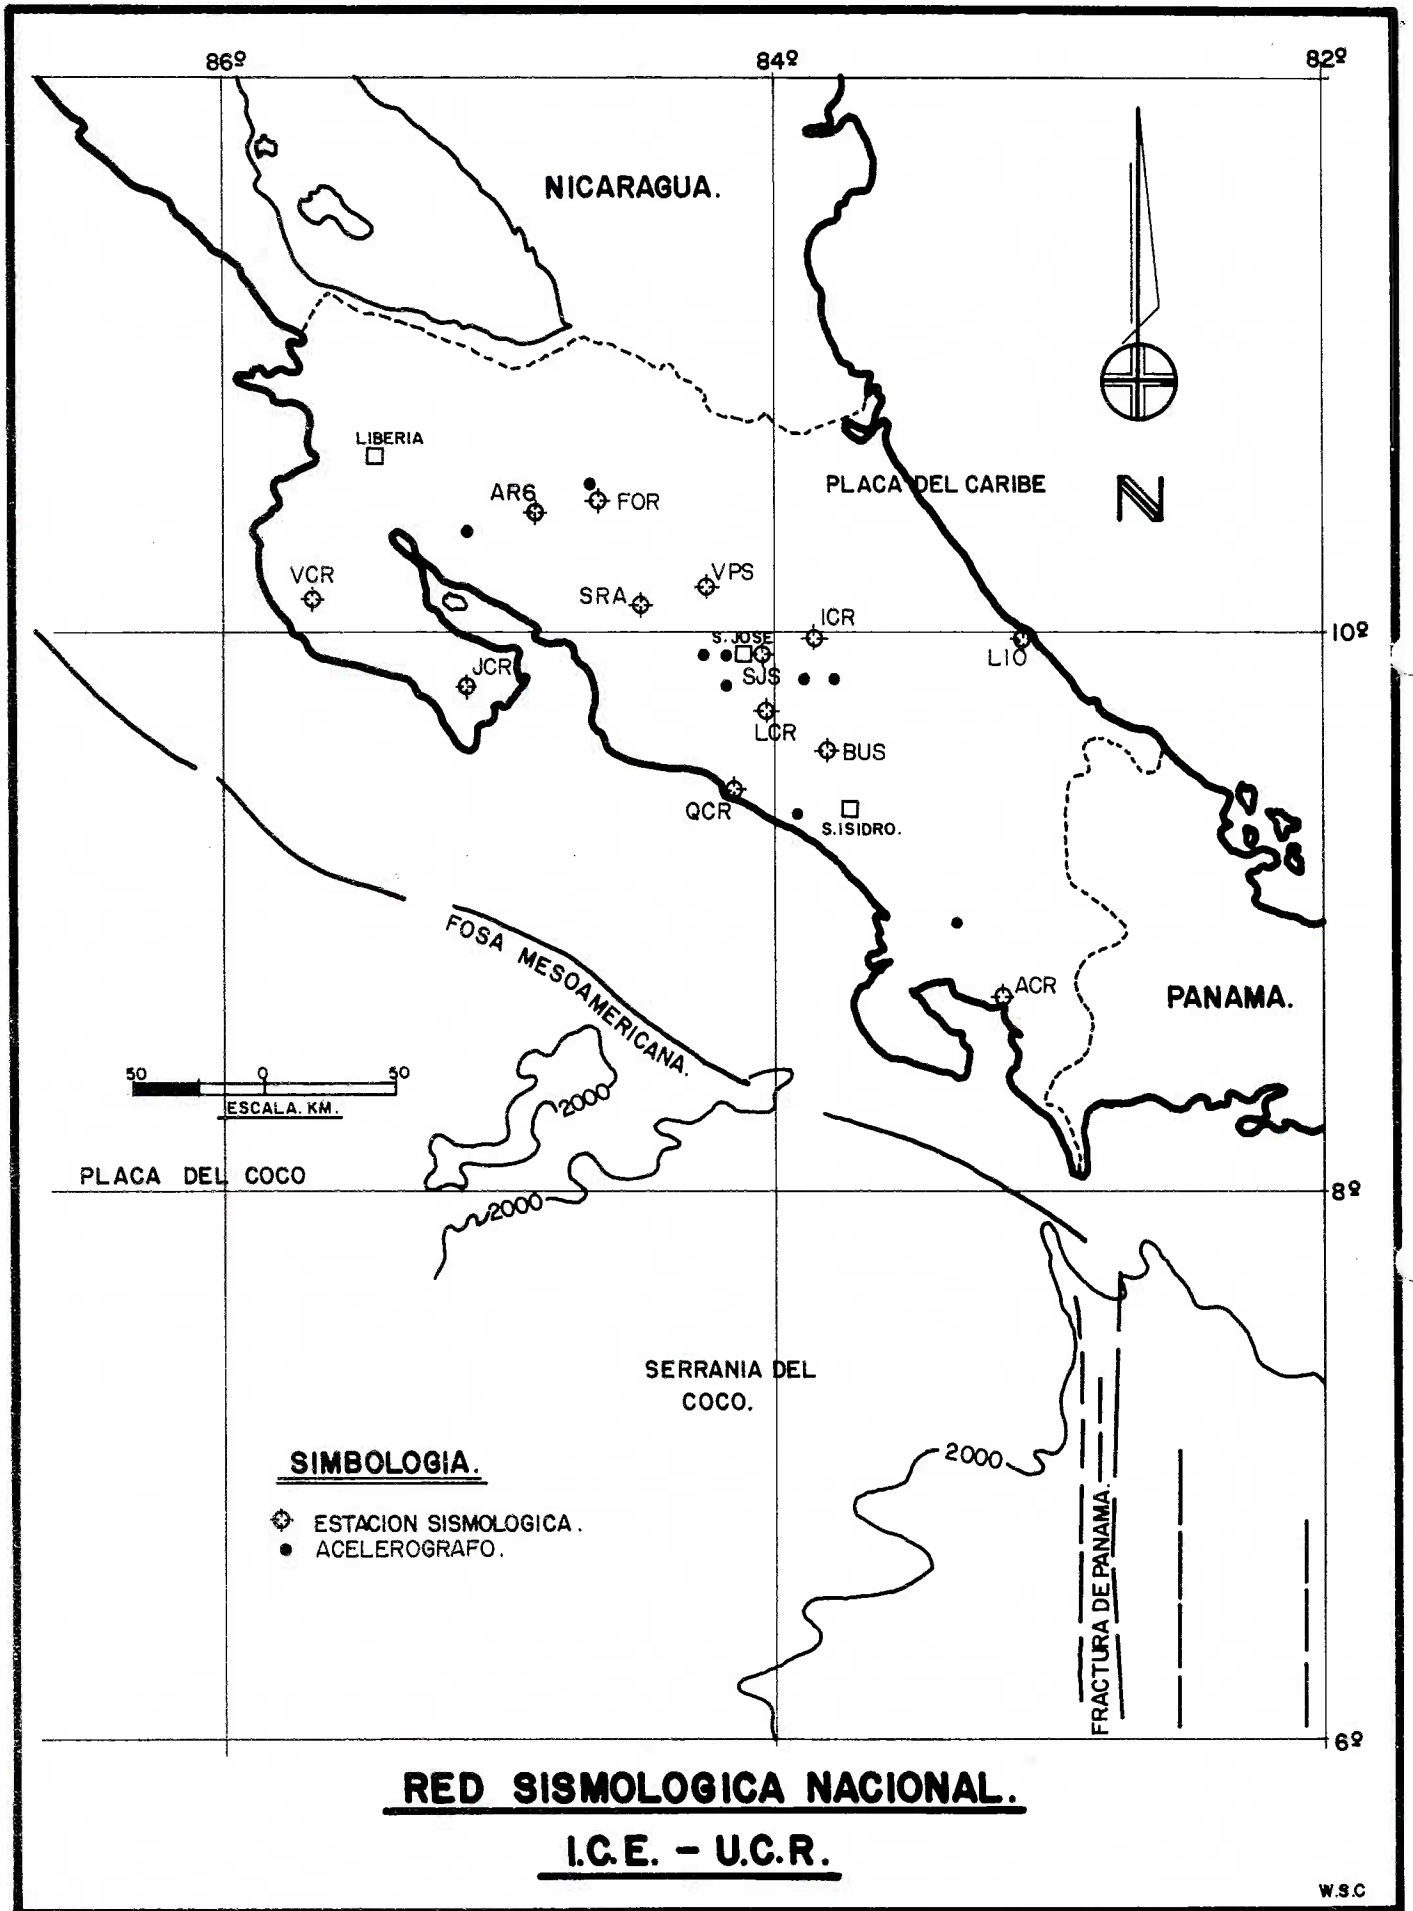 86º
84º
82º
NICARAGUA.
LIBERIA
PLACA DEL CARIBE
N
AR6
FOR
VCR
VPS
SRA
ICR
10º
S. JOSE
LIO
JCR
SJS
LCR
BUS
QCR
S. ISIDRO.
FOSA MESOAMERICANA.
ACR
PANAMA.
50 0 50
ESCALA. KM.
2000
PLACA DEL COCO
8º
2000
SERRANIA DEL
COCO.
2000
FRACTURA DE PANAMA.
SIMBOLOGIA.
ESTACION SISMOLOGICA.
ACELEROGRAFO.
6º
RED SISMOLOGICA NACIONAL.
I.C.E. - U.C.R.
W.S.C